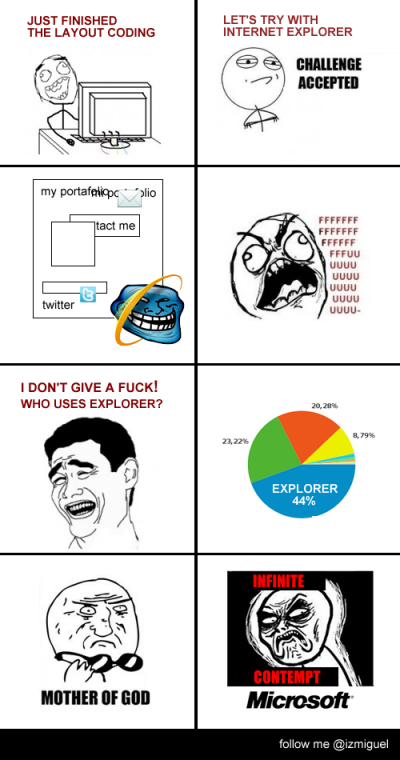 JUST FINISHED
THE LAYOUT CODING
LET'S TRY WITH
INTERNET EXPLORER
CHALLENGE
ACCEPTED
my portafolio
mi portafolio
tact me
twitter
FFFFFFF
FFFFFFF
FFFFFF
FFFUU
UUUU
UUUU
UUUU
UUUU
UUUU-
I DON'T GIVE A FUCK!
WHO USES EXPLORER?
20,28%
23,22%
8,79%
EXPLORER
44%
MOTHER OF GOD
INFINITE
CONTEMPT
Microsoft
follow me @izmiguel